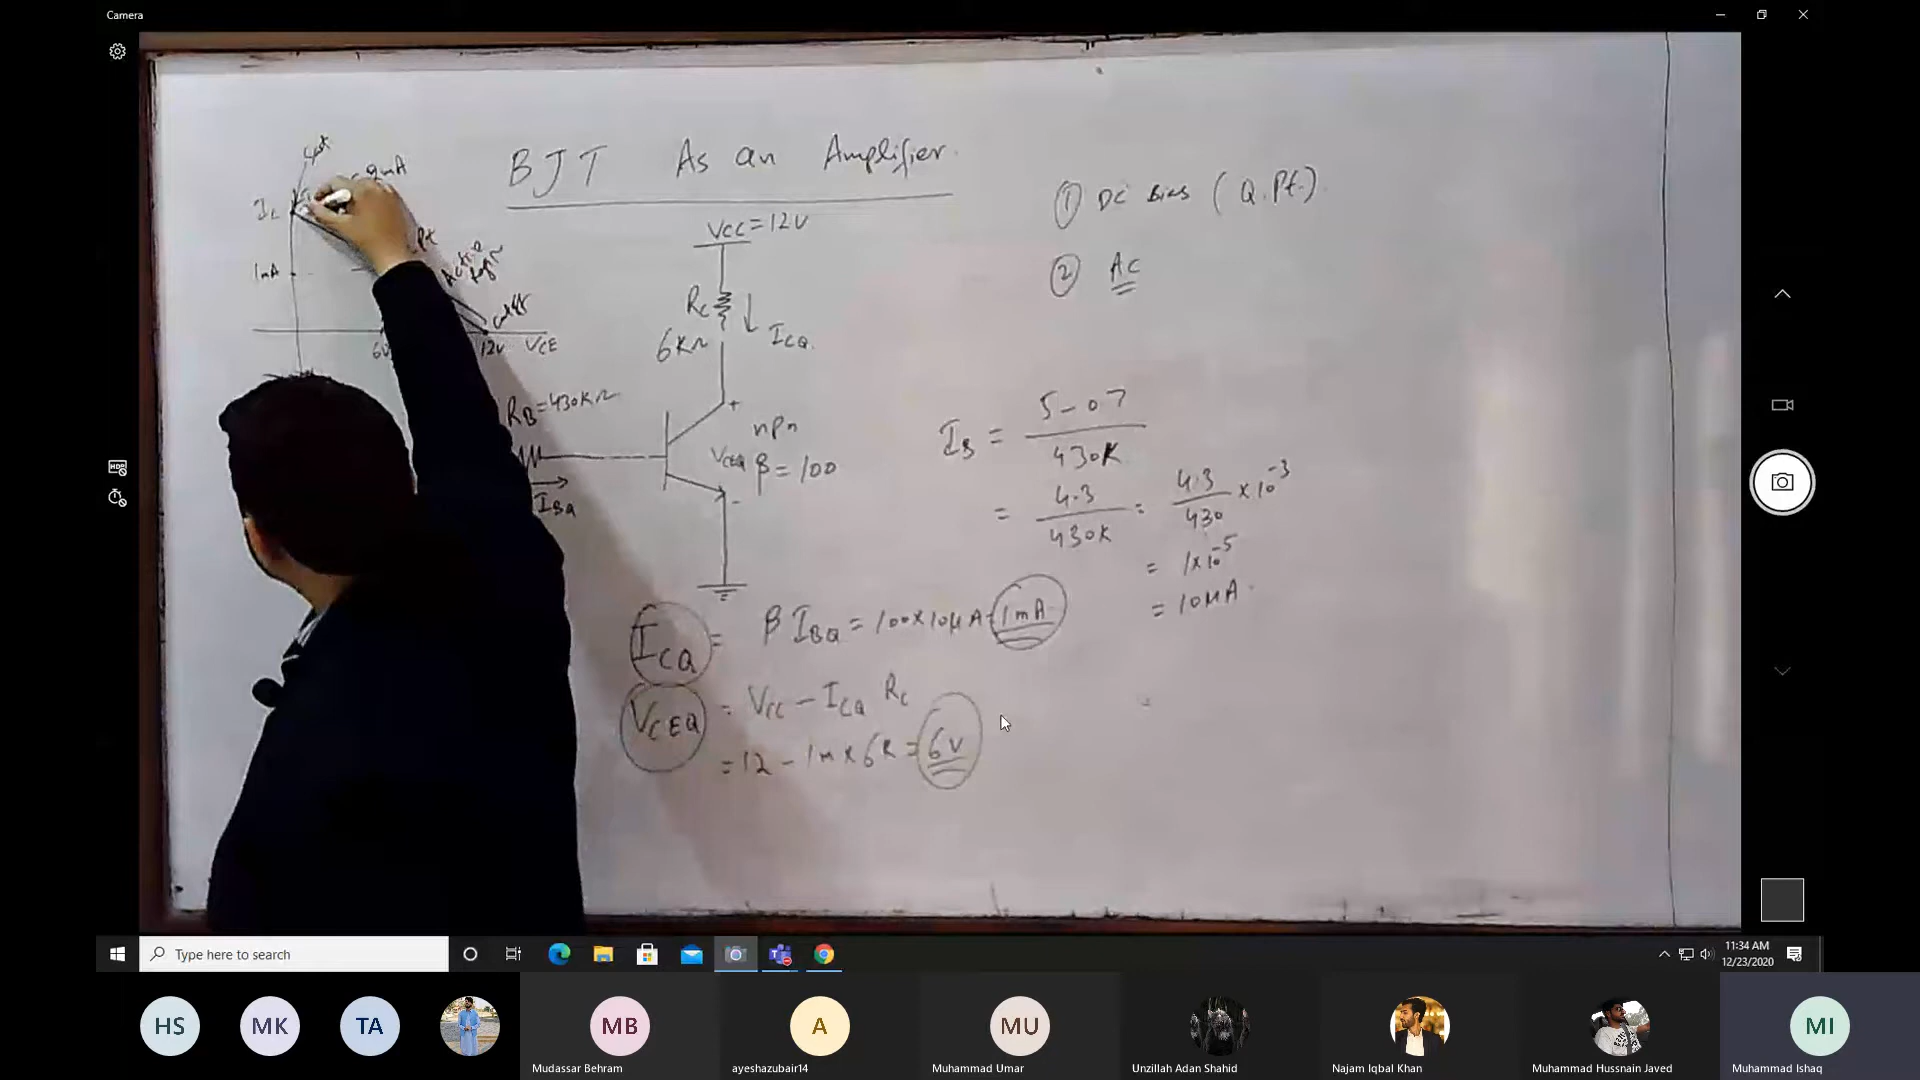 Camera
BJT As an Amplifier
Sat
2mA
IC
1mA
Pt
Active
Region
Cutoff
6V
12V VCE
VCC = 12V
RC
6KΩ
ICQ
RB = 430KΩ
IBQ
+
npn
VCEQ β = 100
-
① DC Bias (Q.Pt.)
② AC
IB = 5-07 / 430K
= 4.3 / 430K = 4.3 / 430 × 10^-3
= 1×10^-5
= 10μA.
ICQ = β IBQ = 100×10μA = 1mA
VCEQ = VCC - ICQ RC
= 12 - 1m × 6K = 6V
Type here to search
11:34 AM
12/23/2020
HS
MK
TA
MB
A
MU
MI
Mudassar Behram
ayeshazubair14
Muhammad Umar
Unzillah Adan Shahid
Najam Iqbal Khan
Muhammad Hussnain Javed
Muhammad Ishaq